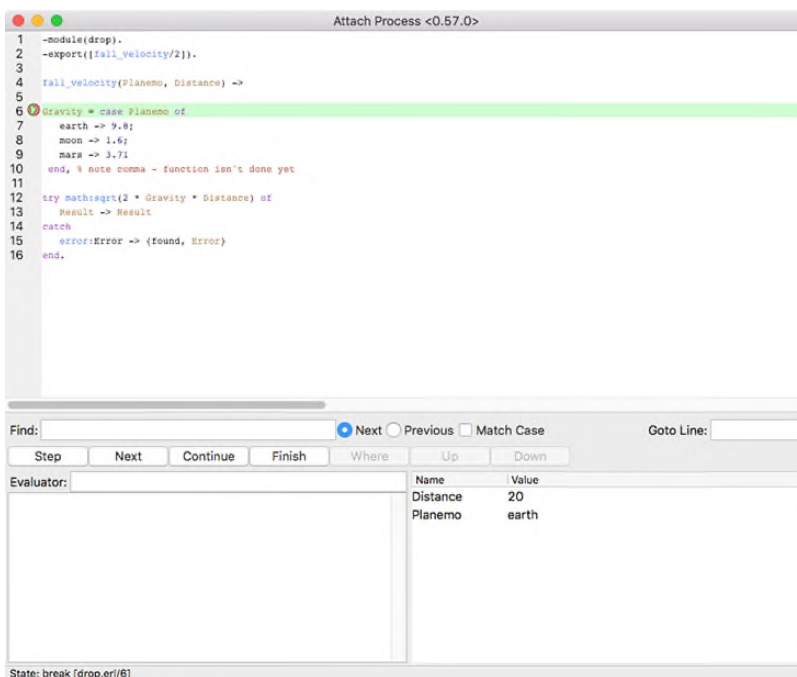 Attach Process <0.57.0>
1 -module(drop).
2 -export([fall_velocity/2]).
3
4 fall_velocity(Planemo, Distance) ->
5
6 Gravity = case Planemo of
7 earth -> 9.8;
8 moon -> 1.6;
9 mars -> 3.71
10 end, % note comma - function isn't done yet
11
12 try math:sqrt(2 * Gravity * Distance) of
13 Result -> Result
14 catch
15 error:Error -> {found, Error}
16 end.
Find: Next Previous Match Case Goto Line:
Step Next Continue Finish Where Up Down
Evaluator: Name Value
Distance 20
Planemo earth
State: break [drop.erl/6]